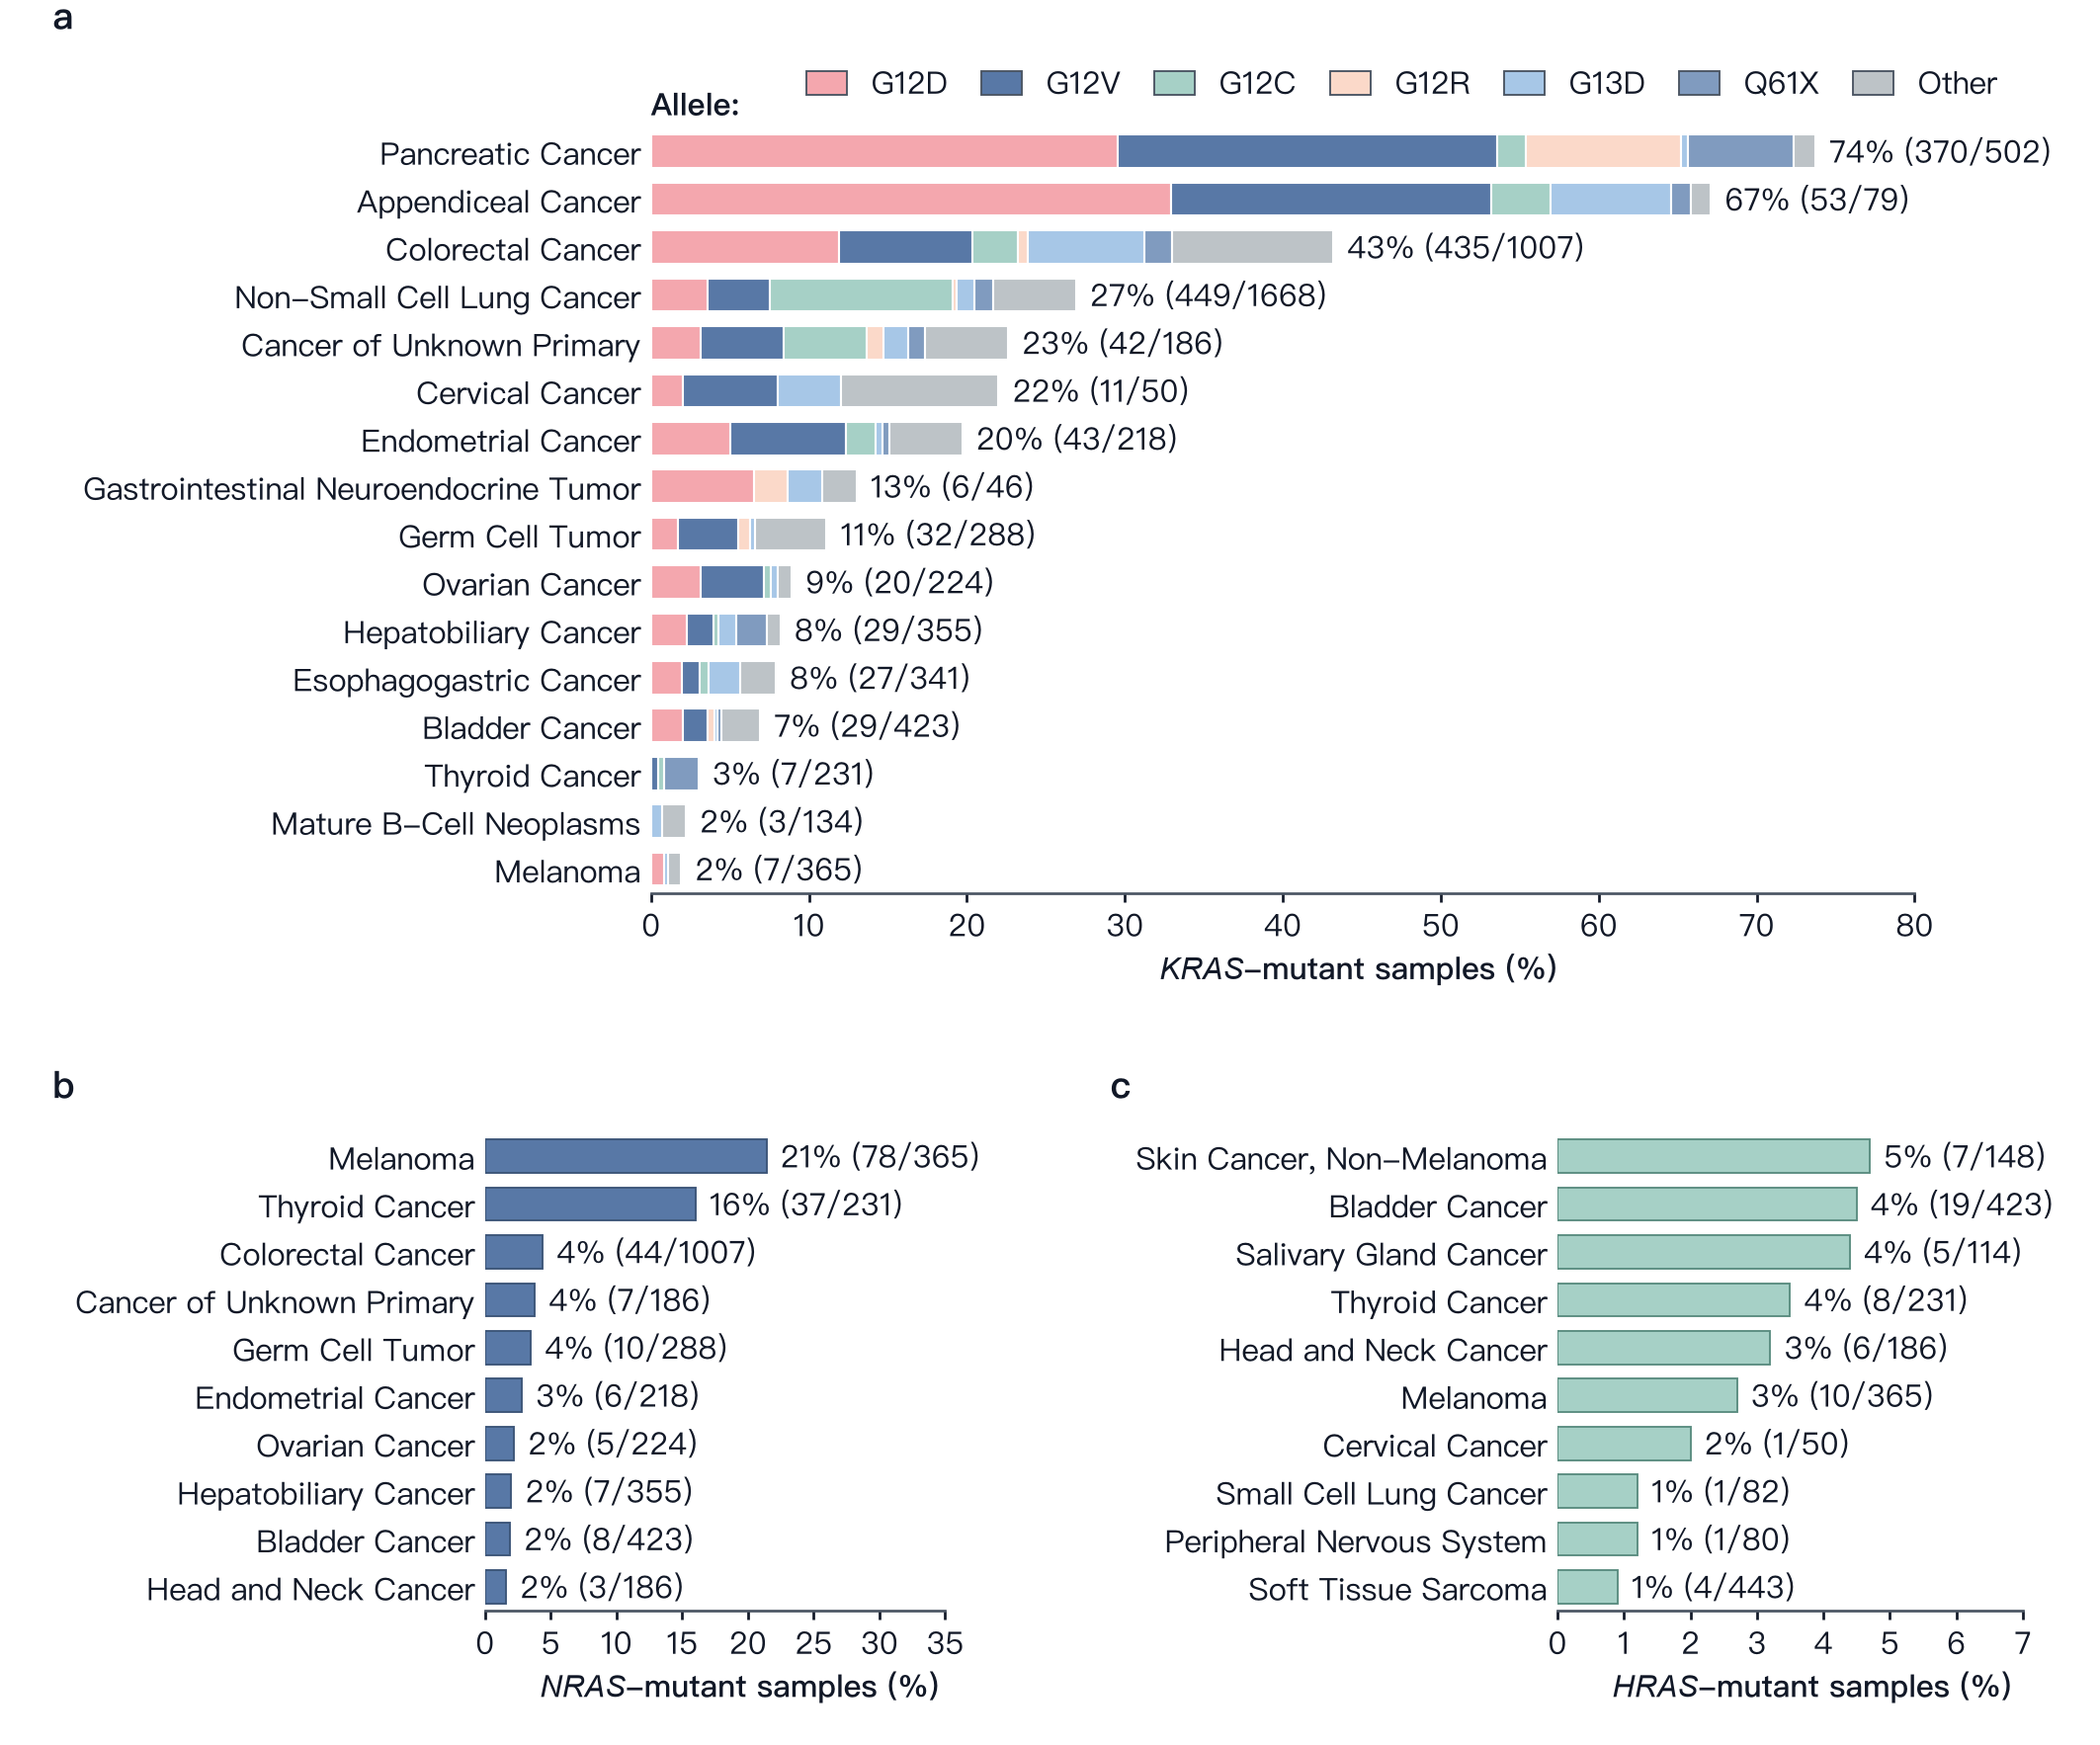 a
G12D G12V G12C G12R G13D Q61X Other
Allele:
Pancreatic Cancer 74% (370/502)
Appendiceal Cancer 67% (53/79)
Colorectal Cancer 43% (435/1007)
Non–Small Cell Lung Cancer 27% (449/1668)
Cancer of Unknown Primary 23% (42/186)
Cervical Cancer 22% (11/50)
Endometrial Cancer 20% (43/218)
Gastrointestinal Neuroendocrine Tumor 13% (6/46)
Germ Cell Tumor 11% (32/288)
Ovarian Cancer 9% (20/224)
Hepatobiliary Cancer 8% (29/355)
Esophagogastric Cancer 8% (27/341)
Bladder Cancer 7% (29/423)
Thyroid Cancer 3% (7/231)
Mature B–Cell Neoplasms 2% (3/134)
Melanoma 2% (7/365)
0 10 20 30 40 50 60 70 80
KRAS–mutant samples (%)
b
Melanoma 21% (78/365)
Thyroid Cancer 16% (37/231)
Colorectal Cancer 4% (44/1007)
Cancer of Unknown Primary 4% (7/186)
Germ Cell Tumor 4% (10/288)
Endometrial Cancer 3% (6/218)
Ovarian Cancer 2% (5/224)
Hepatobiliary Cancer 2% (7/355)
Bladder Cancer 2% (8/423)
Head and Neck Cancer 2% (3/186)
0 5 10 15 20 25 30 35
NRAS–mutant samples (%)
c
Skin Cancer, Non–Melanoma 5% (7/148)
Bladder Cancer 4% (19/423)
Salivary Gland Cancer 4% (5/114)
Thyroid Cancer 4% (8/231)
Head and Neck Cancer 3% (6/186)
Melanoma 3% (10/365)
Cervical Cancer 2% (1/50)
Small Cell Lung Cancer 1% (1/82)
Peripheral Nervous System 1% (1/80)
Soft Tissue Sarcoma 1% (4/443)
0 1 2 3 4 5 6 7
HRAS–mutant samples (%)